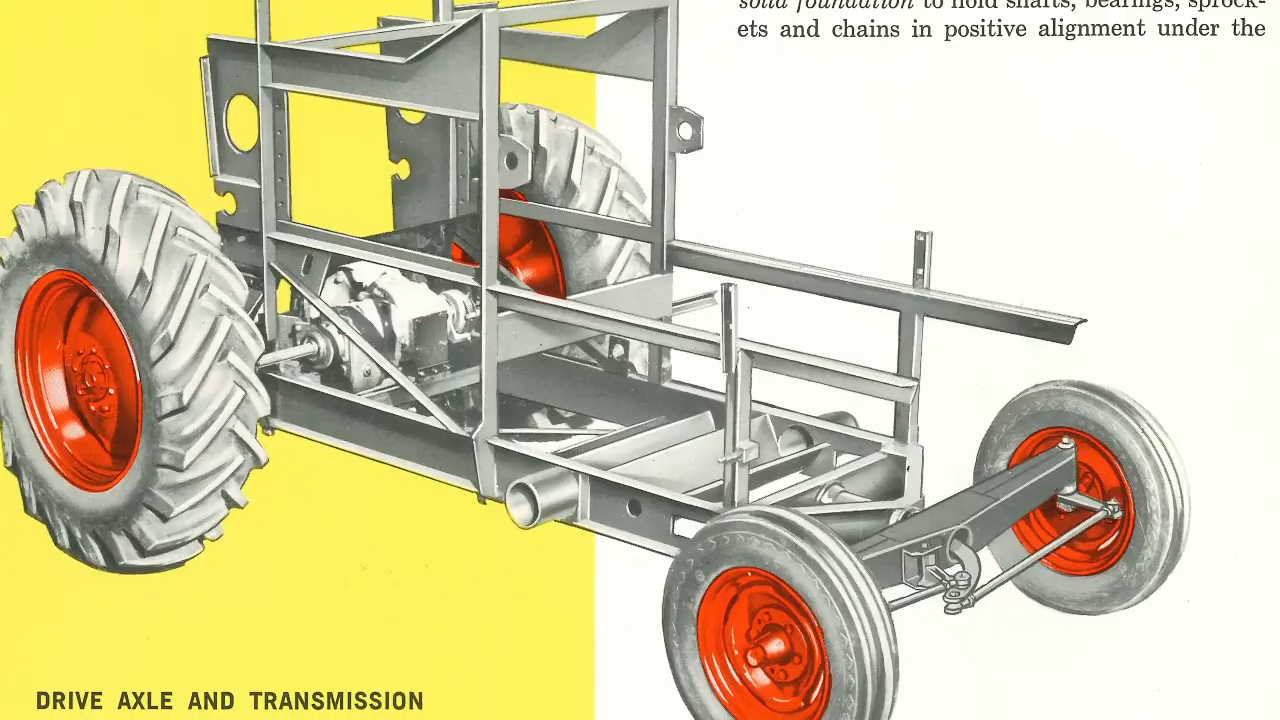 solid foundation to hold shafts, bearings, sprock-
ets and chains in positive alignment under the
DRIVE AXLE AND TRANSMISSION